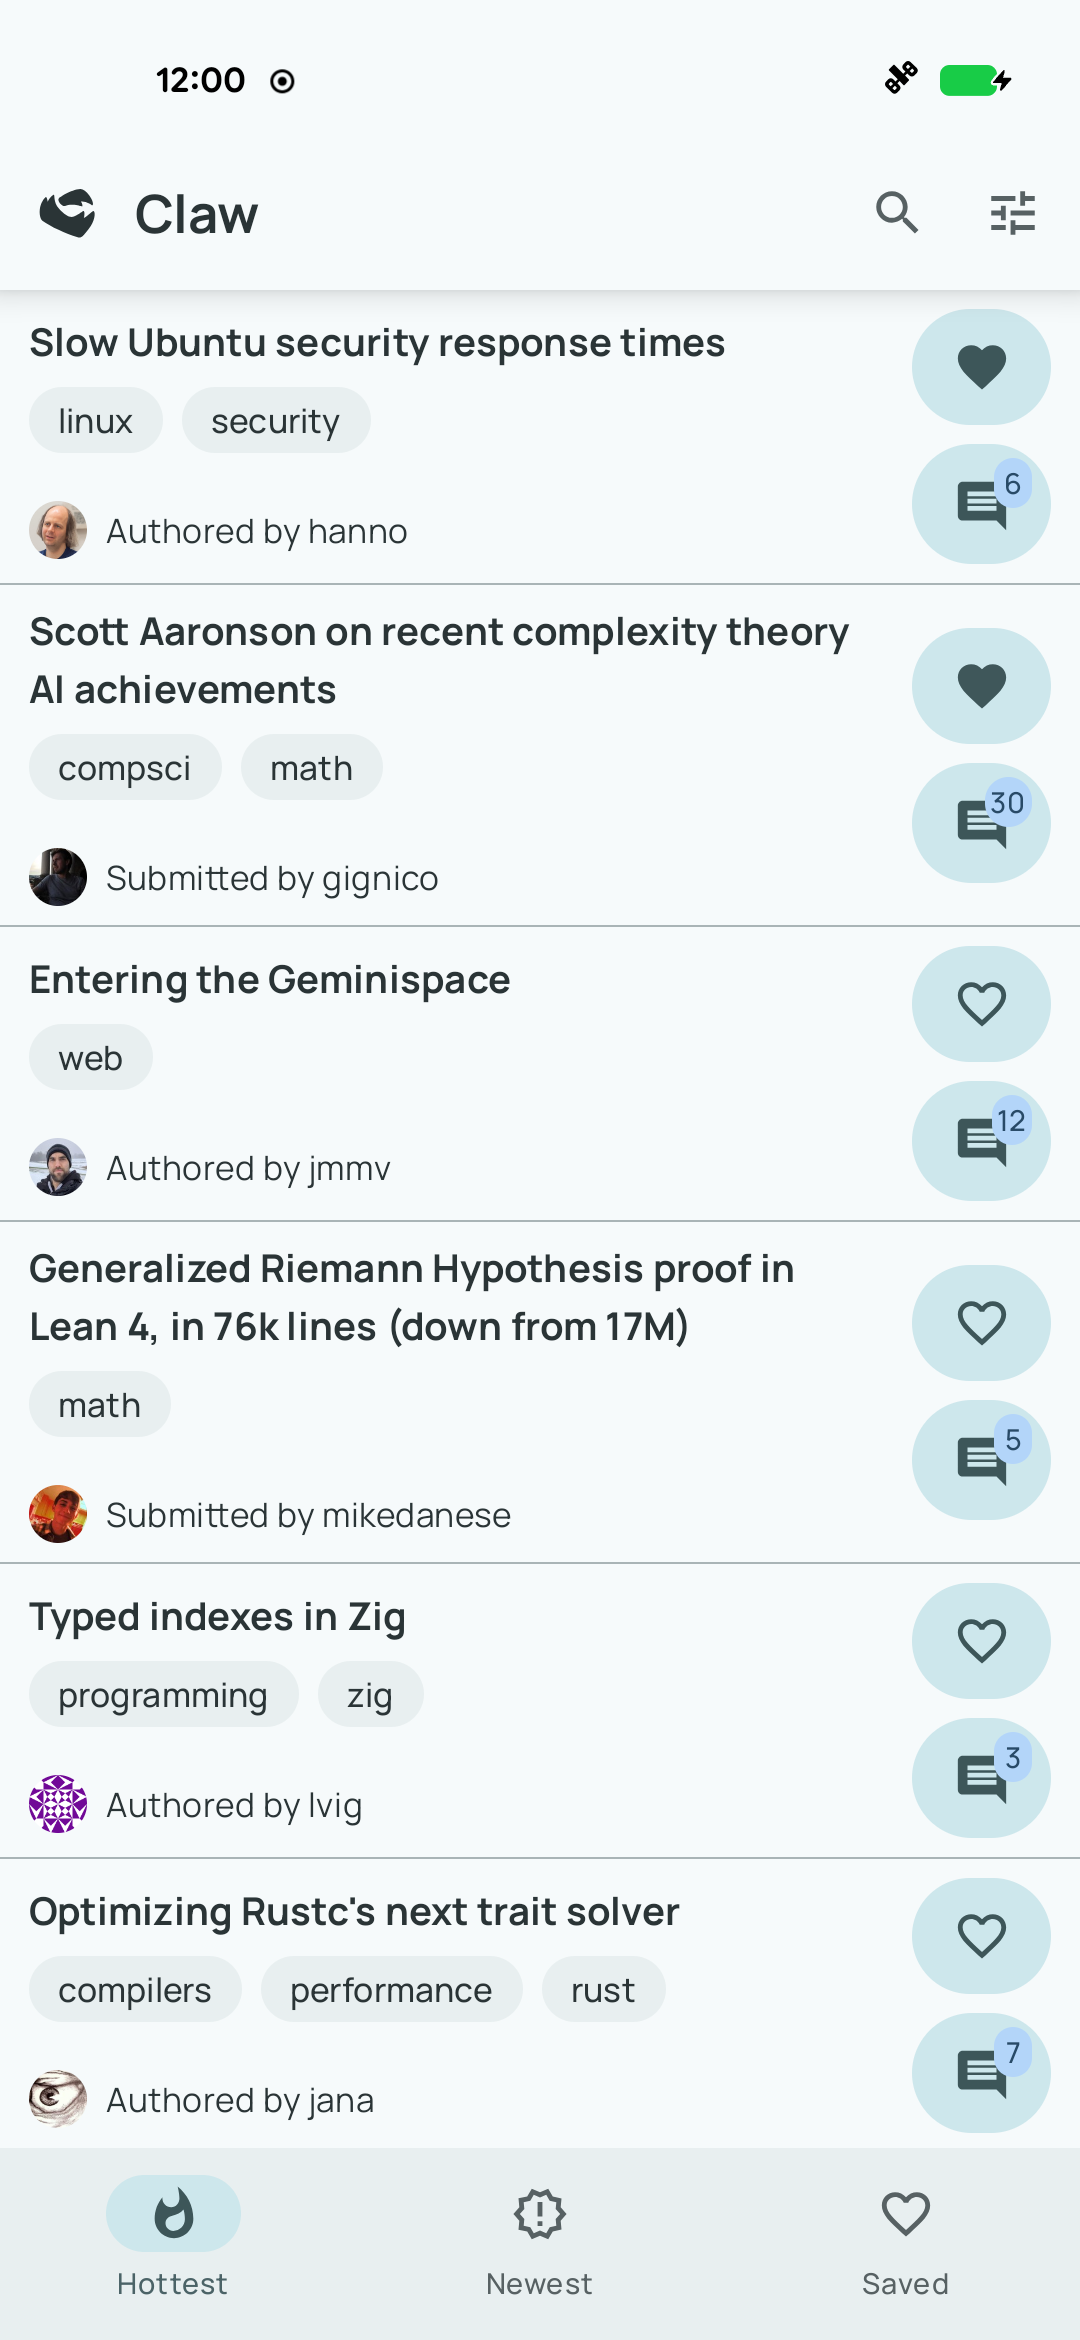 12:00
Claw
Slow Ubuntu security response times
linux security
6
Authored by hanno
Scott Aaronson on recent complexity theory
AI achievements
compsci math
30
Submitted by gignico
Entering the Geminispace
web
12
Authored by jmmv
Generalized Riemann Hypothesis proof in
Lean 4, in 76k lines (down from 17M)
math
5
Submitted by mikedanese
Typed indexes in Zig
programming zig
3
Authored by lvig
Optimizing Rustc's next trait solver
compilers performance rust
7
Authored by jana
Hottest Newest Saved